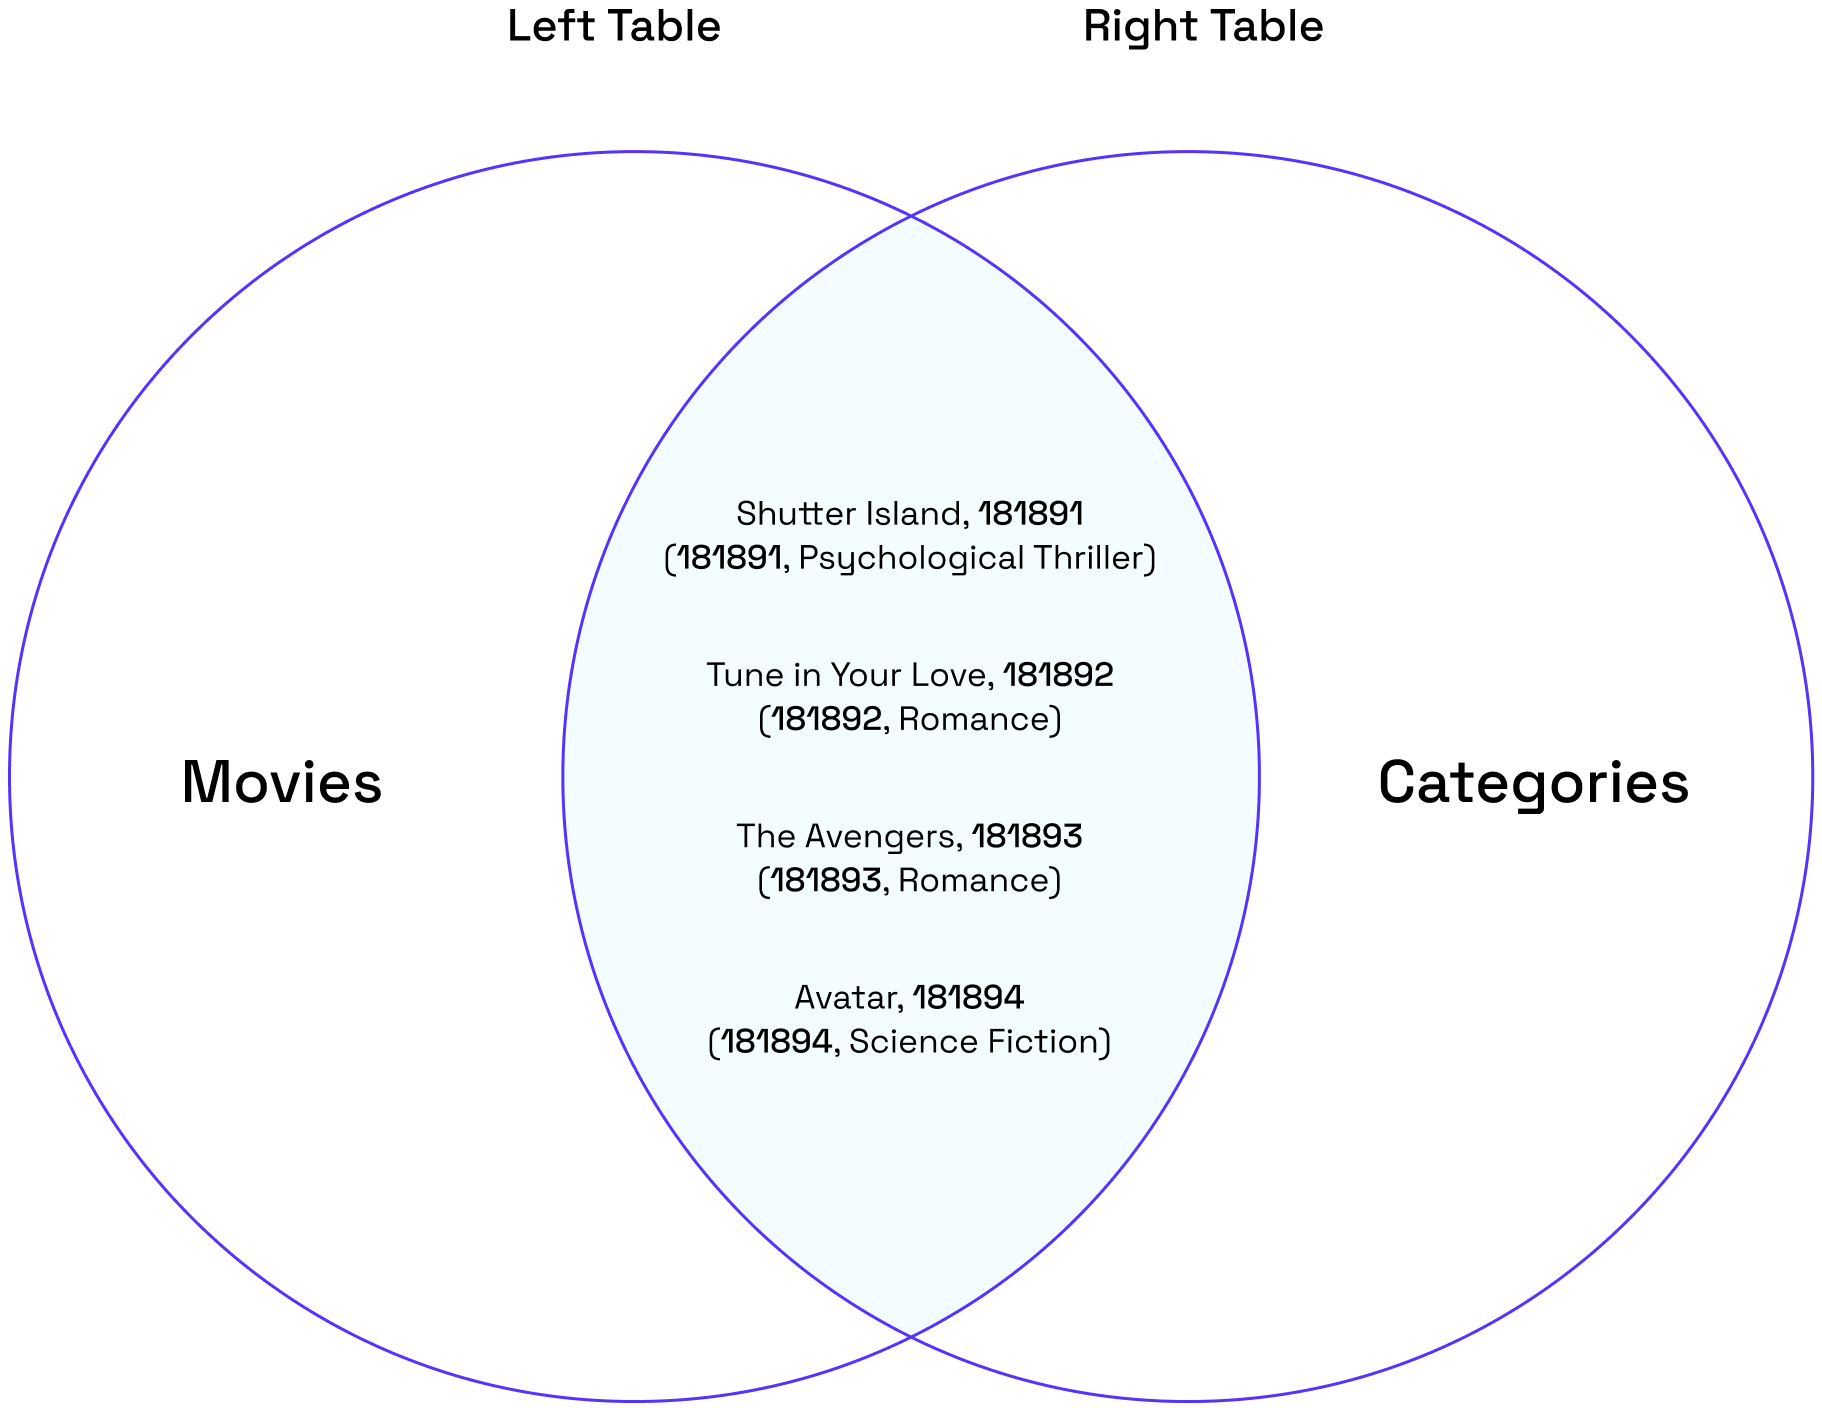 Left Table
Right Table
Shutter Island, 181891
(181891, Psychological Thriller)
Tune in Your Love, 181892
(181892, Romance)
Movies
Categories
The Avengers, 181893
(181893, Romance)
Avatar, 181894
(181894, Science Fiction)